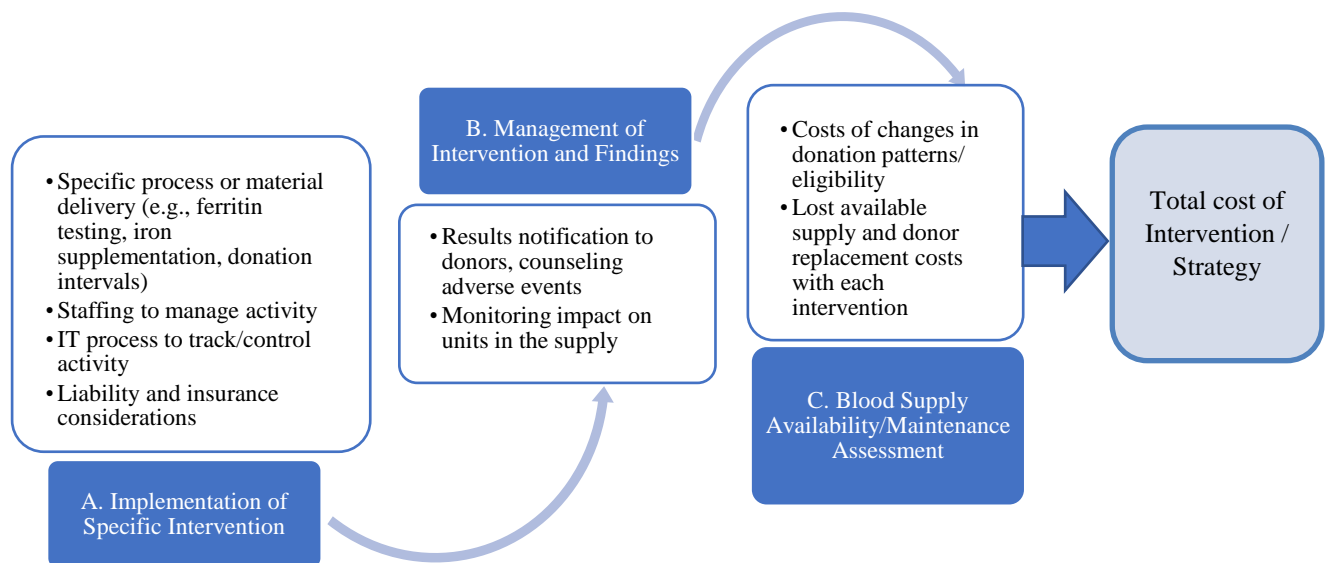 • Specific process or material
delivery (e.g., ferritin
testing, iron
supplementation, donation
intervals)
• Staffing to manage activity
• IT process to track/control
activity
• Liability and insurance
considerations
A. Implementation of
Specific Intervention
B. Management of
Intervention and Findings
• Results notification to
donors, counseling
adverse events
• Monitoring impact on
units in the supply
• Costs of changes in
donation patterns/
eligibility
• Lost available
supply and donor
replacement costs
with each
intervention
C. Blood Supply
Availability/Maintenance
Assessment
Total cost of
Intervention /
Strategy